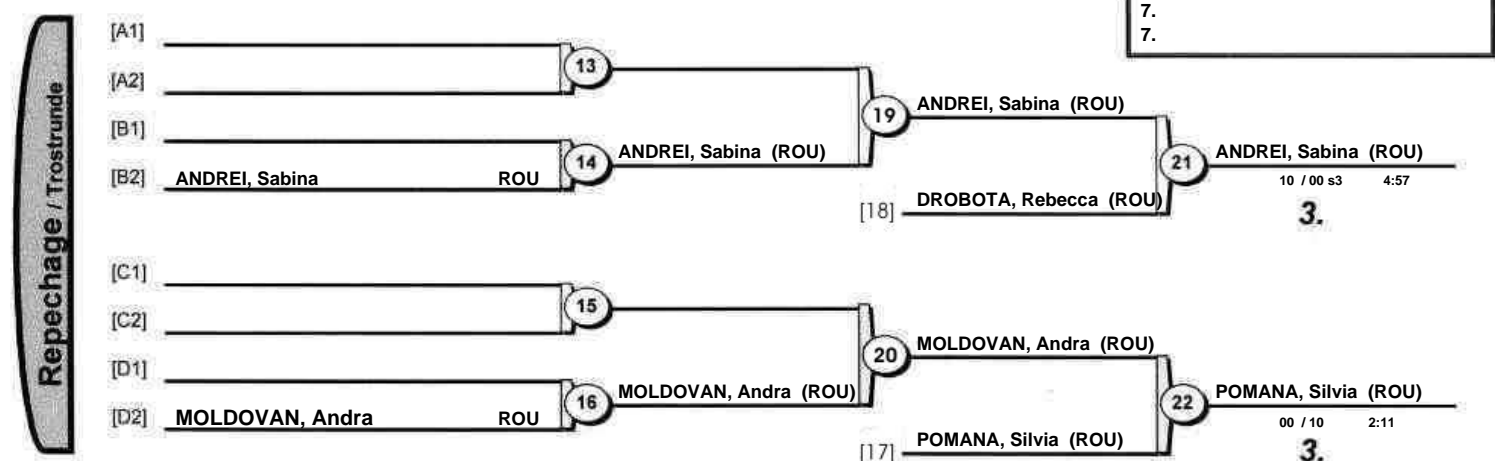 7.
7.
Repechage / Trostrunde
[A1]
13
[A2]
19
ANDREI, Sabina (ROU)
[B1]
14
ANDREI, Sabina (ROU)
21
ANDREI, Sabina (ROU)
[B2] ANDREI, Sabina ROU
10 / 00 s3 4:57
[18] DROBOTA, Rebecca (ROU)
3.
[C1]
15
[C2]
20
MOLDOVAN, Andra (ROU)
[D1]
16
MOLDOVAN, Andra (ROU)
22
POMANA, Silvia (ROU)
[D2] MOLDOVAN, Andra ROU
00 / 10 2:11
[17] POMANA, Silvia (ROU)
3.